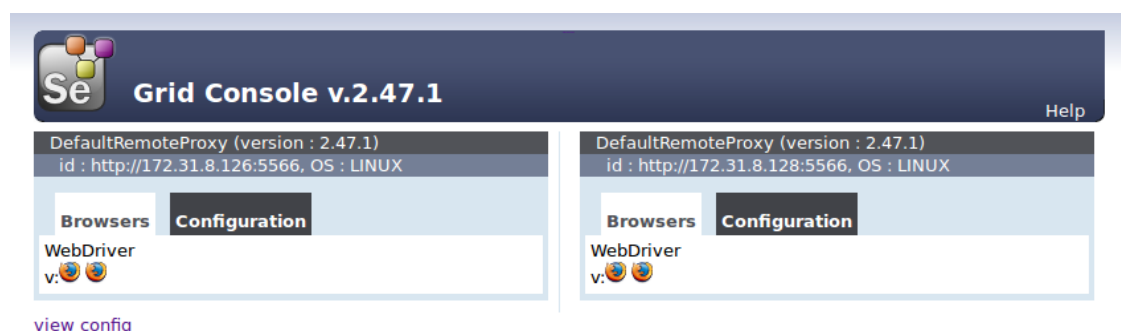 Se
Grid Console v.2.47.1
Help
DefaultRemoteProxy (version : 2.47.1)
id : http://172.31.8.126:5566, OS : LINUX
Browsers Configuration
WebDriver
v:
DefaultRemoteProxy (version : 2.47.1)
id : http://172.31.8.128:5566, OS : LINUX
Browsers Configuration
WebDriver
v:
view config